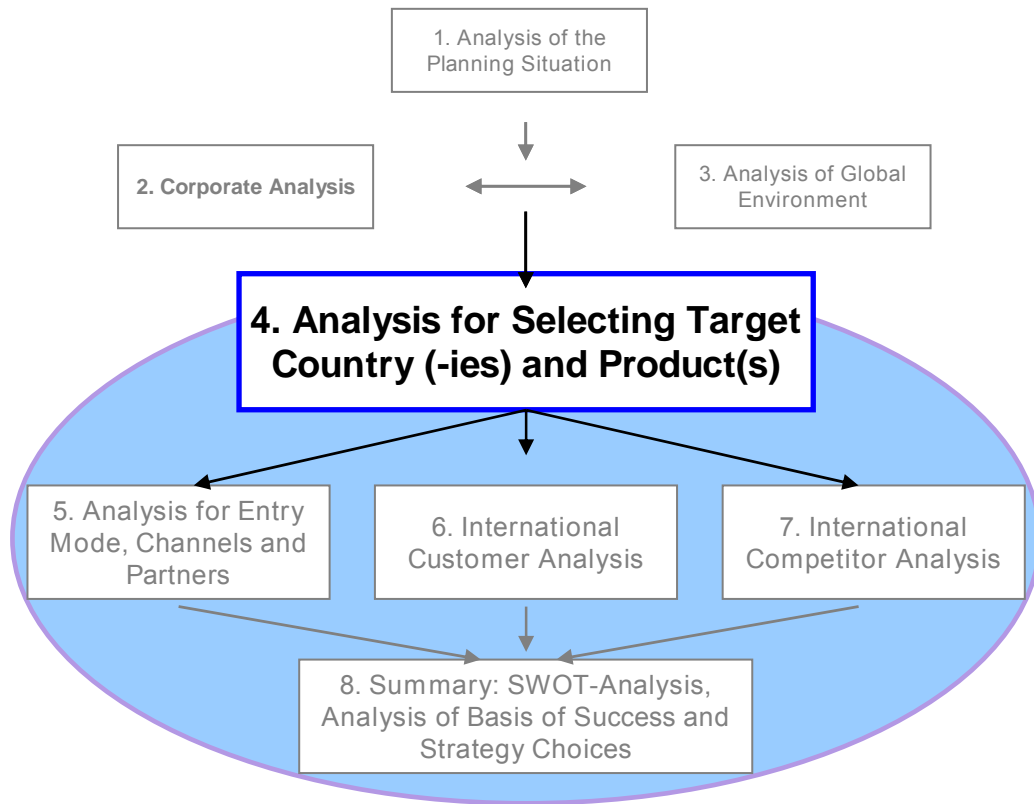 1. Analysis of the
Planning Situation
2. Corporate Analysis
3. Analysis of Global
Environment
4. Analysis for Selecting Target
Country (-ies) and Product(s)
5. Analysis for Entry
Mode, Channels and
Partners
6. International
Customer Analysis
7. International
Competitor Analysis
8. Summary: SWOT-Analysis,
Analysis of Basis of Success and
Strategy Choices